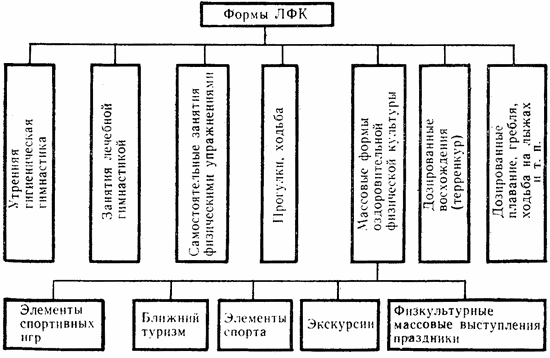 Формы ЛФК
Утренняя
гигиеническая
гимнастика
Занятия лечебной
гимнастикой
Самостоятельные занятия
физическими упражнениями
Прогулки, ходьба
Массовые формы
оздоровительной
физической культуры
Дозированные
восхождения
(терренкур)
Дозированные
плавание, гребля,
ходьба на лыжах
и т. п.
Элементы
спортивных
игр
Ближний
туризм
Элементы
спорта
Экскурсии
Физкультурные
массовые выступления,
праздники